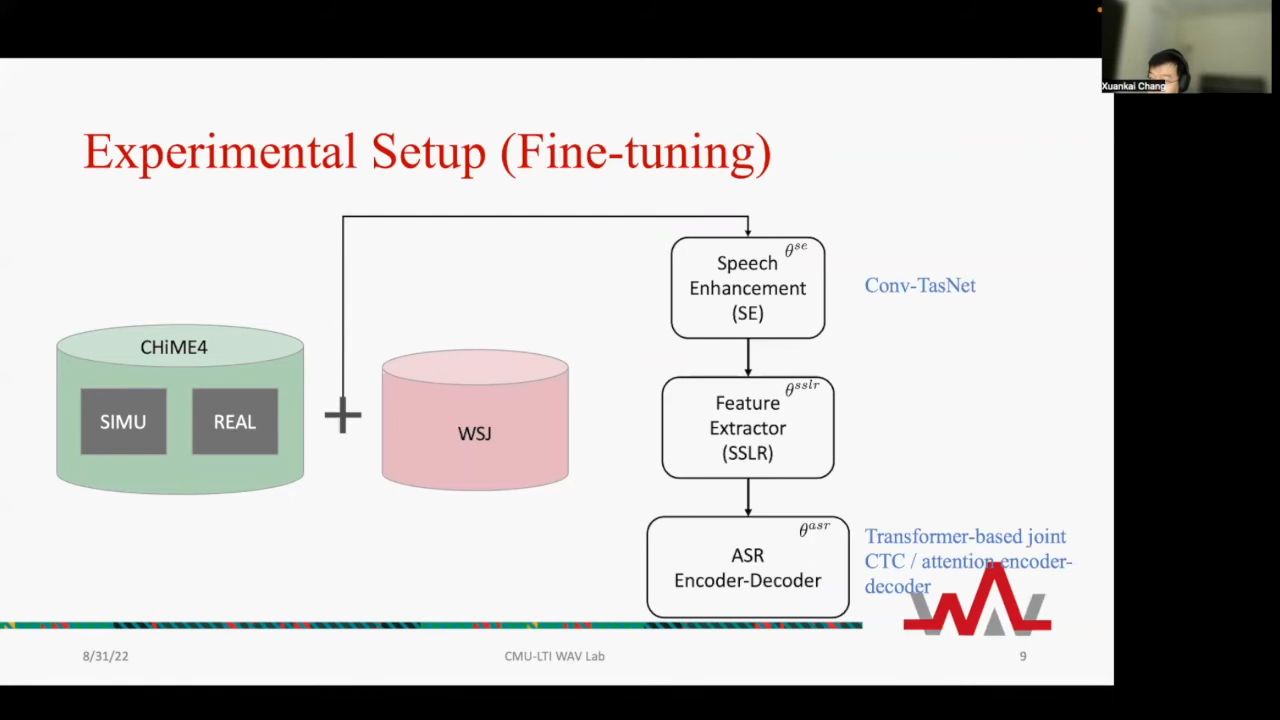 Xuankai Chang
Experimental Setup (Fine-tuning)
θ^se
Speech
Enhancement
(SE)
Conv-TasNet
CHiME4
SIMU
REAL
+
WSJ
θ^sslr
Feature
Extractor
(SSLR)
θ^asr
ASR
Encoder-Decoder
Transformer-based joint
CTC / attention encoder-
decoder
WAV
8/31/22
CMU-LTI WAV Lab
9